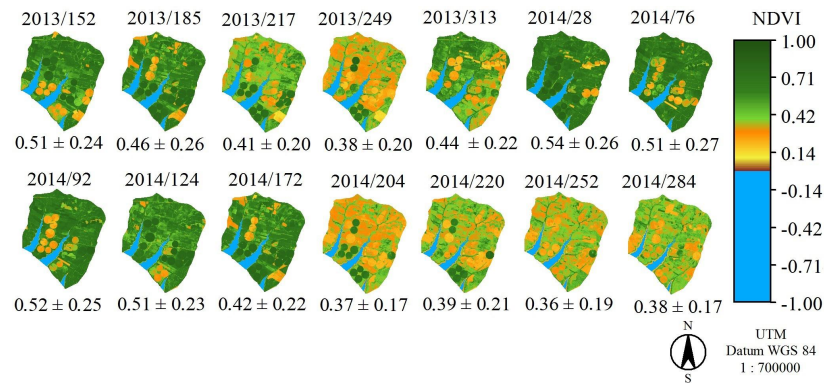 2013/152 2013/185 2013/217 2013/249 2013/313 2014/28 2014/76 NDVI
1.00
0.71
0.42
0.14
-0.14
-0.42
-0.71
-1.00
0.51 ± 0.24 0.46 ± 0.26 0.41 ± 0.20 0.38 ± 0.20 0.44 ± 0.22 0.54 ± 0.26 0.51 ± 0.27
2014/92 2014/124 2014/172 2014/204 2014/220 2014/252 2014/284
0.52 ± 0.25 0.51 ± 0.23 0.42 ± 0.22 0.37 ± 0.17 0.39 ± 0.21 0.36 ± 0.19 0.38 ± 0.17
N
S
UTM
Datum WGS 84
1 : 700000